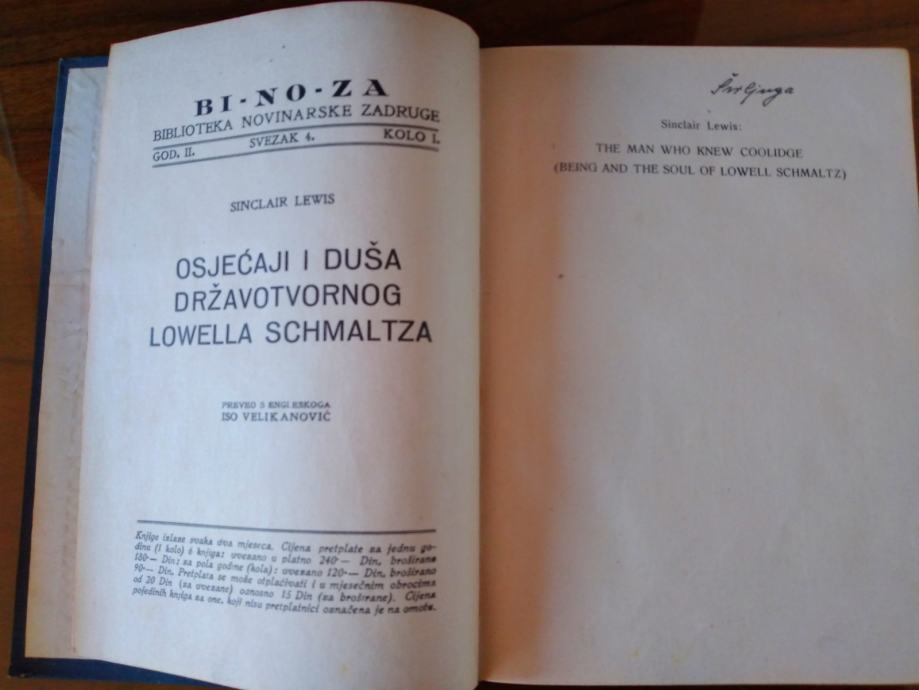 BI-NO-ZA
BIBLIOTEKA NOVINARSKE ZADRUGE
GOD. II. SVEZAK 4. KOLO I.
SINCLAIR LEWIS
OSJEĆAJI I DUŠA
DRŽAVOTVORNOG
LOWELLA SCHMALTZA
PREVEO S ENGLESKOGA
ISO VELIKANOVIĆ
Knjige izlaze svaka dva mjeseca. Cijena pretplate za jednu go-
dinu (1 kolo) 6 knjiga: uvezano u platno 240·— Din, broširano
180·— Din; za pola godine (kola): uvezano 120·— Din, broširano
90·— Din. Pretplata se može otplaćivati i u mjesečnim obrocima
od 20 Din (za uvezane) odnosno 15 Din (za broširane). Cijena
pojedinih knjiga za one, koji nisu pretplatnici označena je na omotu.
Sinclair Lewis:
THE MAN WHO KNEW COOLIDGE
(BEING AND THE SOUL OF LOWELL SCHMALTZ)